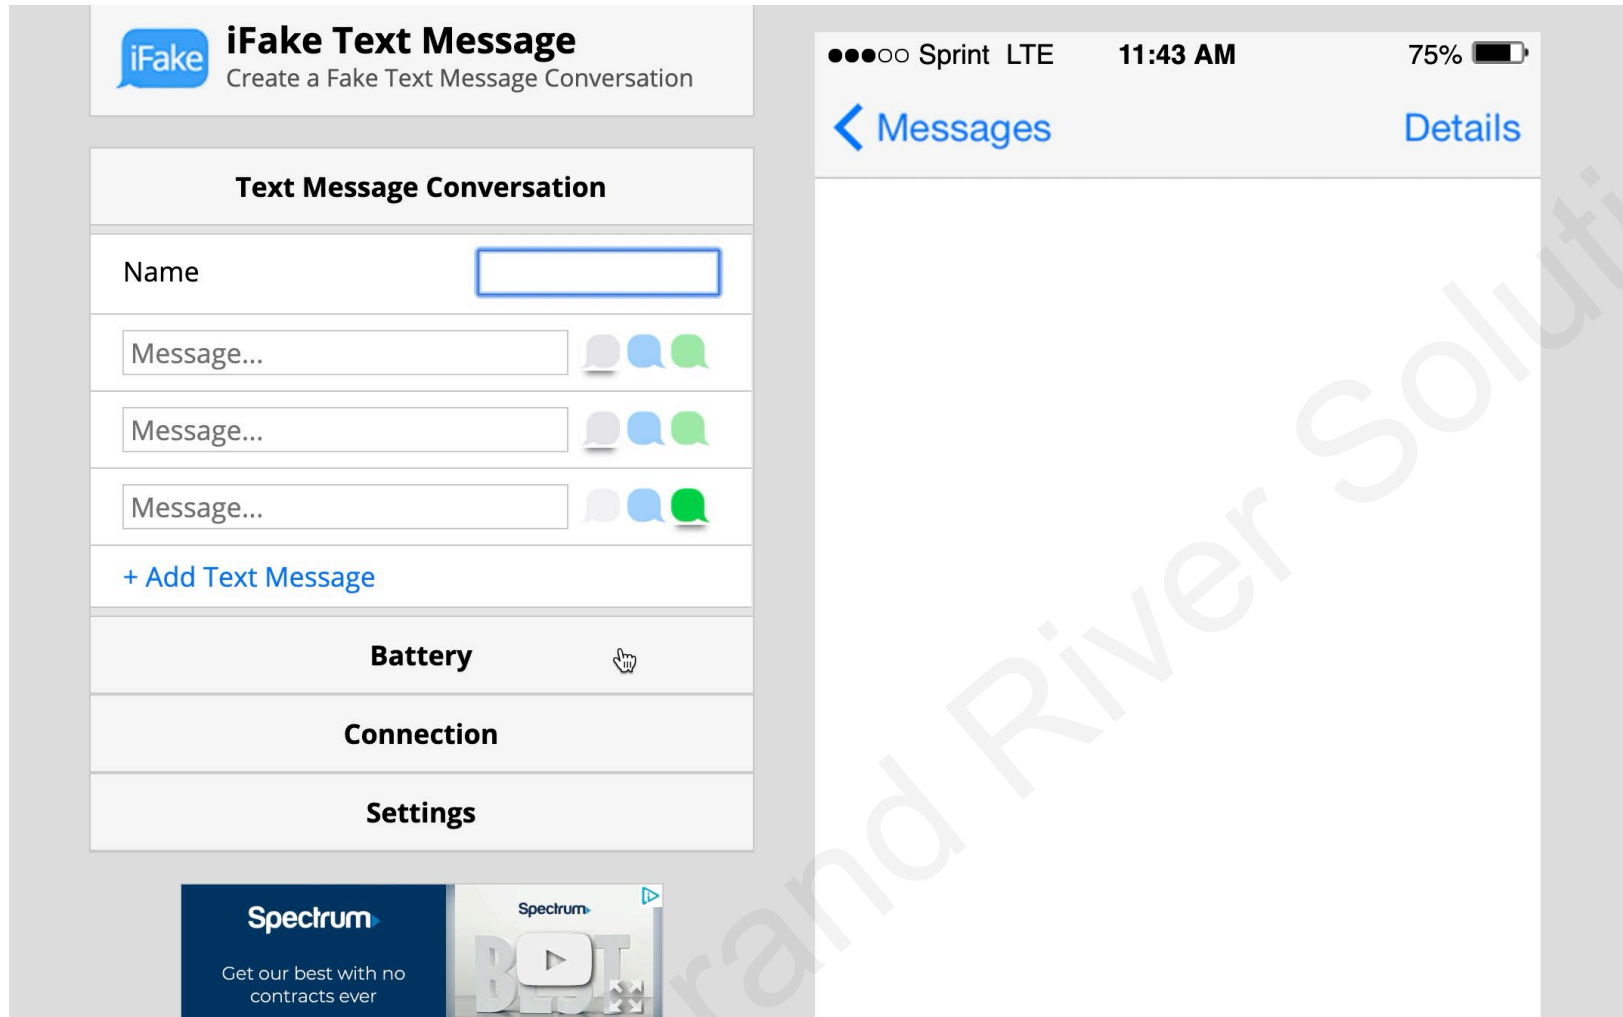 iFake
iFake Text Message
Create a Fake Text Message Conversation
Text Message Conversation
Name
Message...
Message...
Message...
+ Add Text Message
Battery
Connection
Settings
Spectrum
Get our best with no
contracts ever
Spectrum
BEST
Sprint LTE 11:43 AM 75%
Messages Details
rand River Soluti